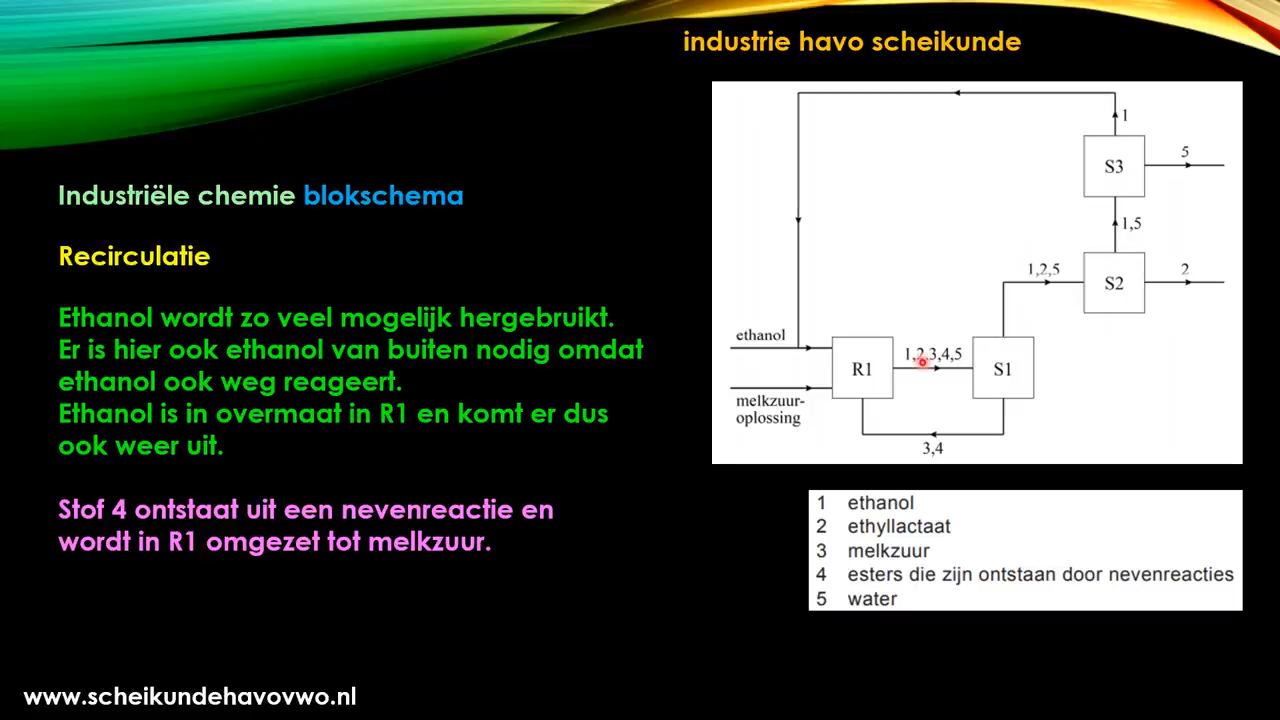 industrie havo scheikunde
Industriële chemie blokschema
Recirculatie
Ethanol wordt zo veel mogelijk hergebruikt.
Er is hier ook ethanol van buiten nodig omdat
ethanol ook weg reageert.
Ethanol is in overmaat in R1 en komt er dus
ook weer uit.
Stof 4 ontstaat uit een nevenreactie en
wordt in R1 omgezet tot melkzuur.
1
S3
5
1,5
1,2,5
S2
2
ethanol
R1
1,2,3,4,5
S1
melkzuur-
oplossing
3,4
1 ethanol
2 ethyllactaat
3 melkzuur
4 esters die zijn ontstaan door nevenreacties
5 water
www.scheikundehavovwo.nl